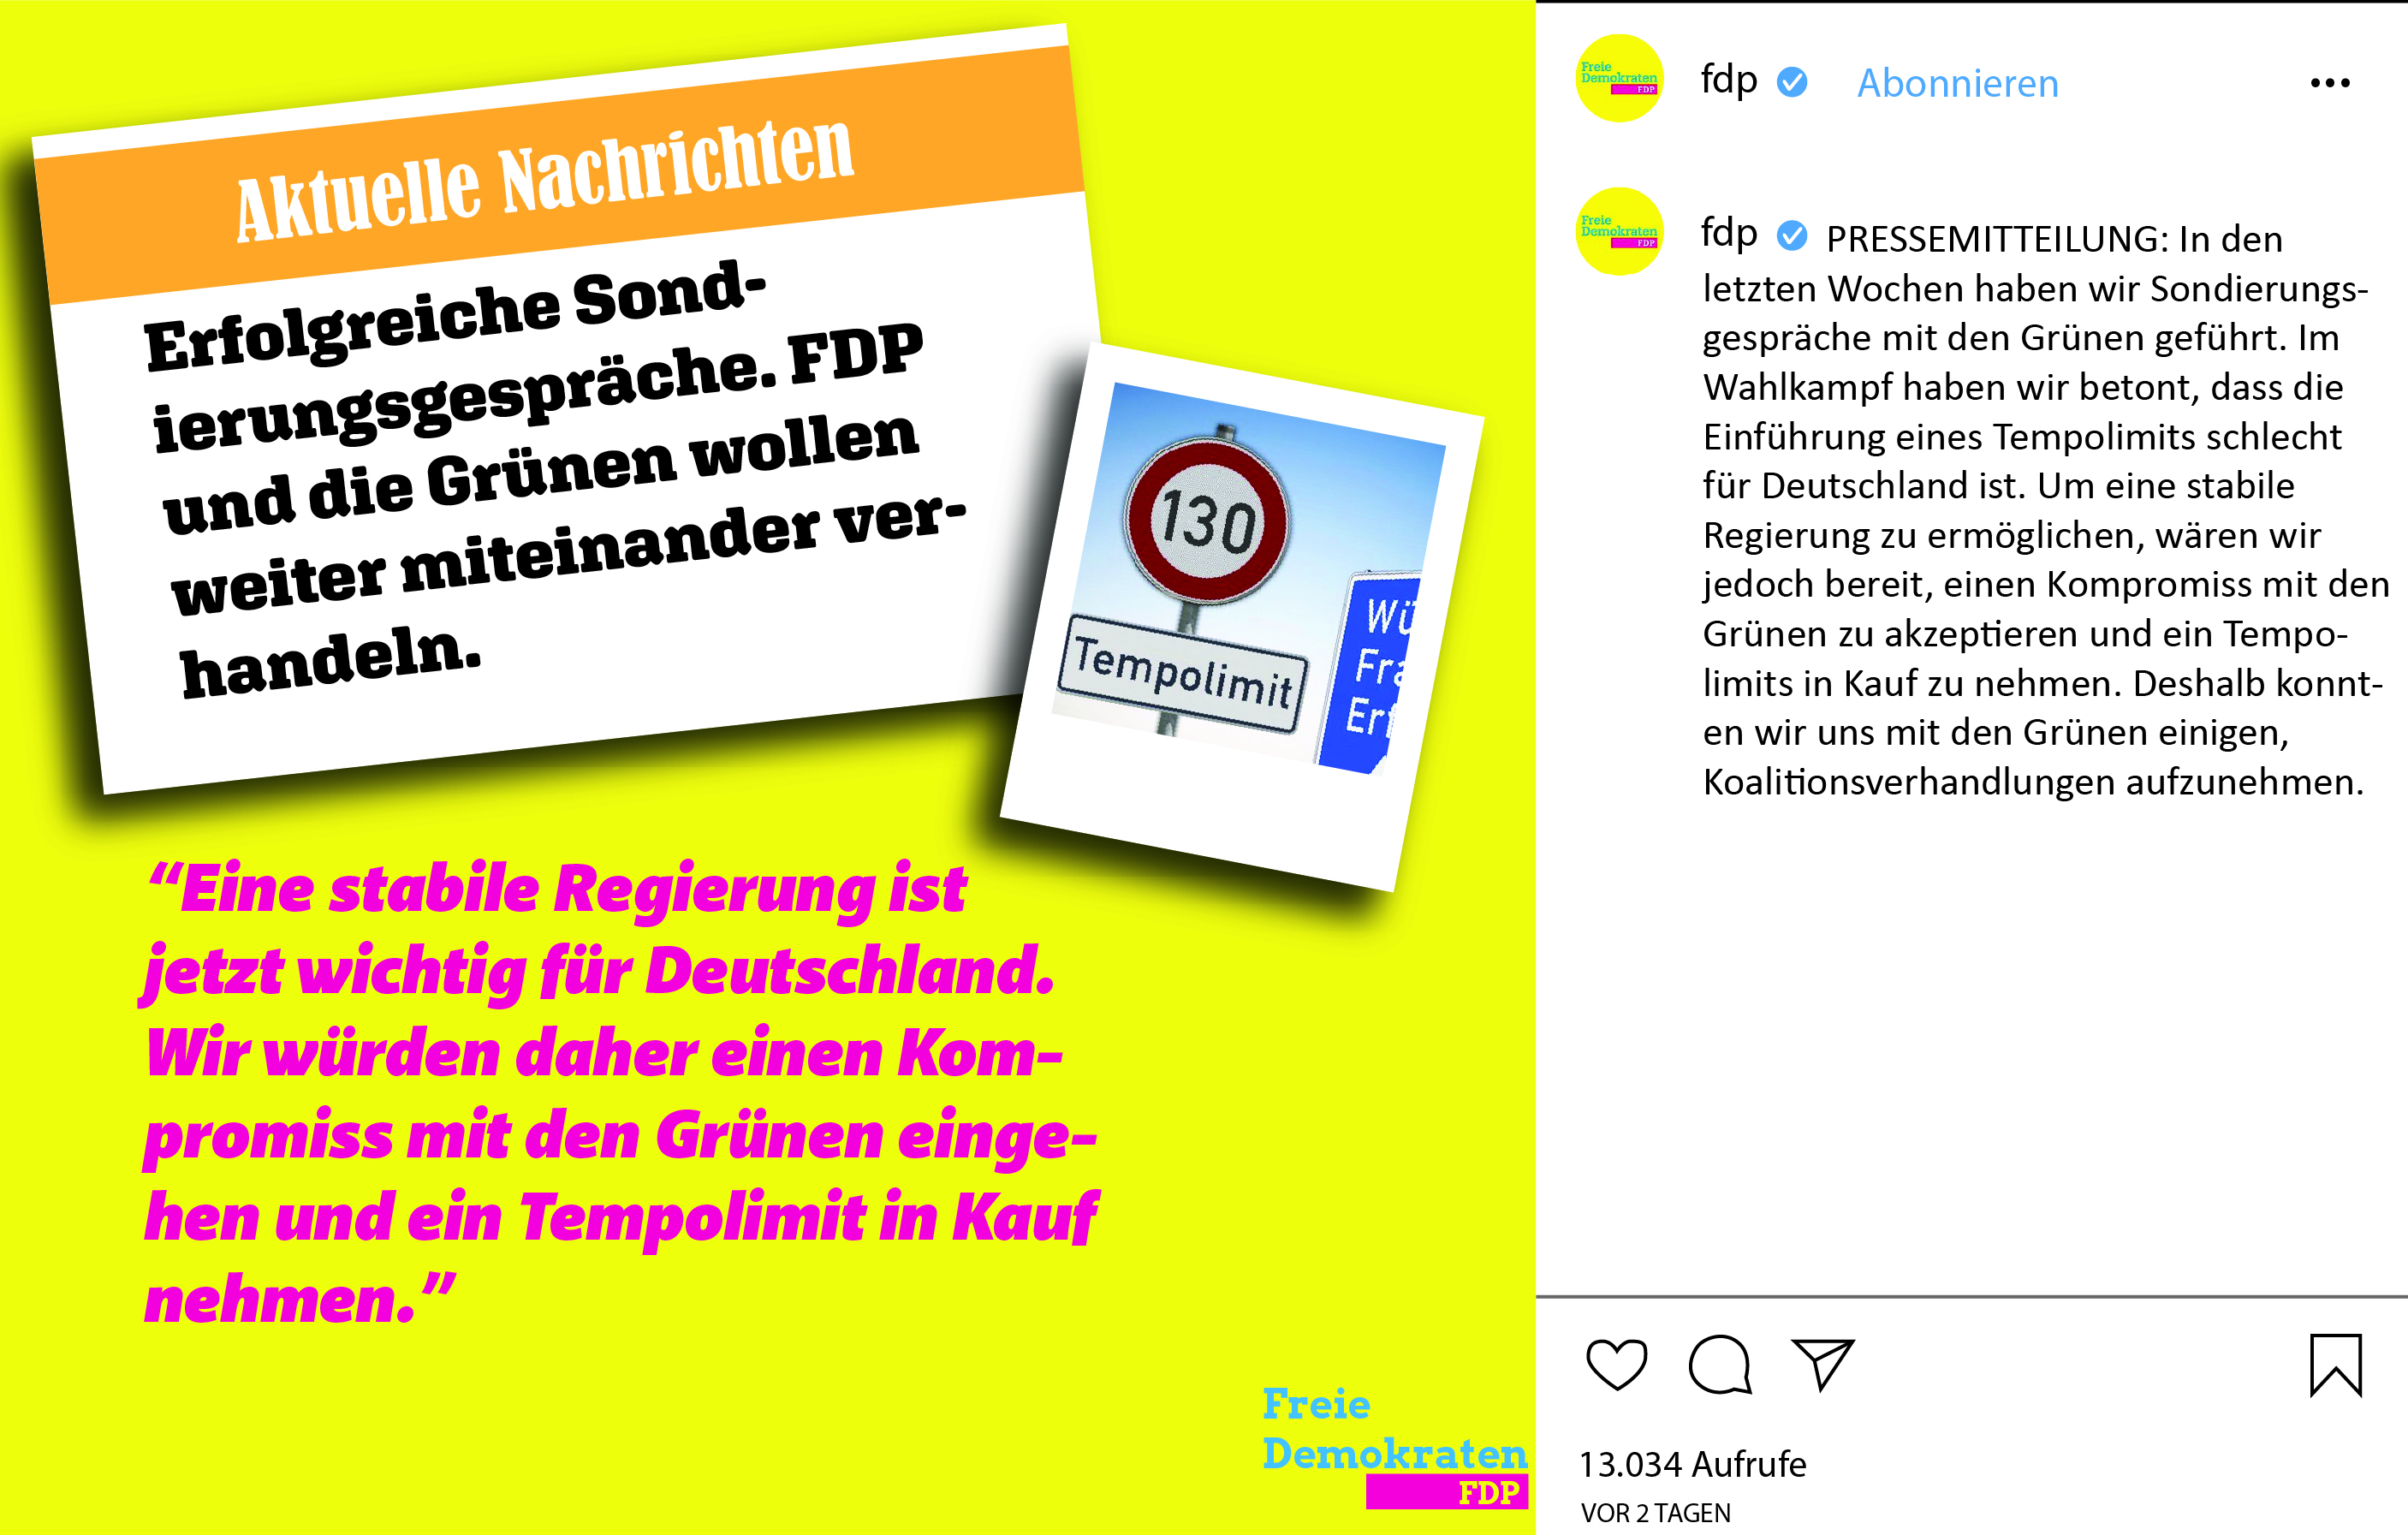 Aktuelle Nachrichten
Erfolgreiche Sond-
ierungsgespräche. FDP
und die Grünen wollen
weiter miteinander ver-
handeln.
130
Tempolimit
“Eine stabile Regierung ist
jetzt wichtig für Deutschland.
Wir würden daher einen Kom-
promiss mit den Grünen einge-
hen und ein Tempolimit in Kauf
nehmen.”
Freie
Demokraten
FDP
Freie
Demokraten
FDP
fdp Abonnieren
Freie
Demokraten
FDP
fdp PRESSEMITTEILUNG: In den
letzten Wochen haben wir Sondierungs-
gespräche mit den Grünen geführt. Im
Wahlkampf haben wir betont, dass die
Einführung eines Tempolimits schlecht
für Deutschland ist. Um eine stabile
Regierung zu ermöglichen, wären wir
jedoch bereit, einen Kompromiss mit den
Grünen zu akzeptieren und ein Tempo-
limits in Kauf zu nehmen. Deshalb konnt-
en wir uns mit den Grünen einigen,
Koalitionsverhandlungen aufzunehmen.
13.034 Aufrufe
VOR 2 TAGEN